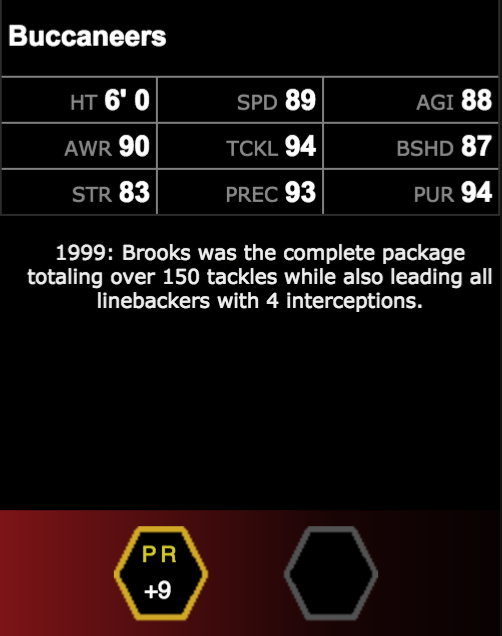 Buccaneers
HT 6' 0 SPD 89 AGI 88
AWR 90 TCKL 94 BSHD 87
STR 83 PREC 93 PUR 94
1999: Brooks was the complete package
totaling over 150 tackles while also leading all
linebackers with 4 interceptions.
PR
+9